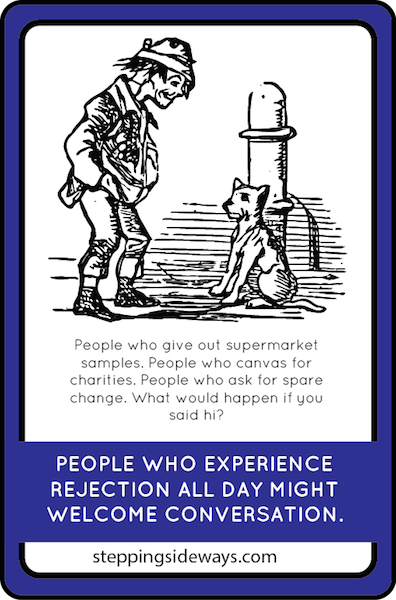 People who give out supermarket
samples. People who canvas for
charities. People who ask for spare
change. What would happen if you
said hi?
PEOPLE WHO EXPERIENCE
REJECTION ALL DAY MIGHT
WELCOME CONVERSATION.
steppingsideways.com